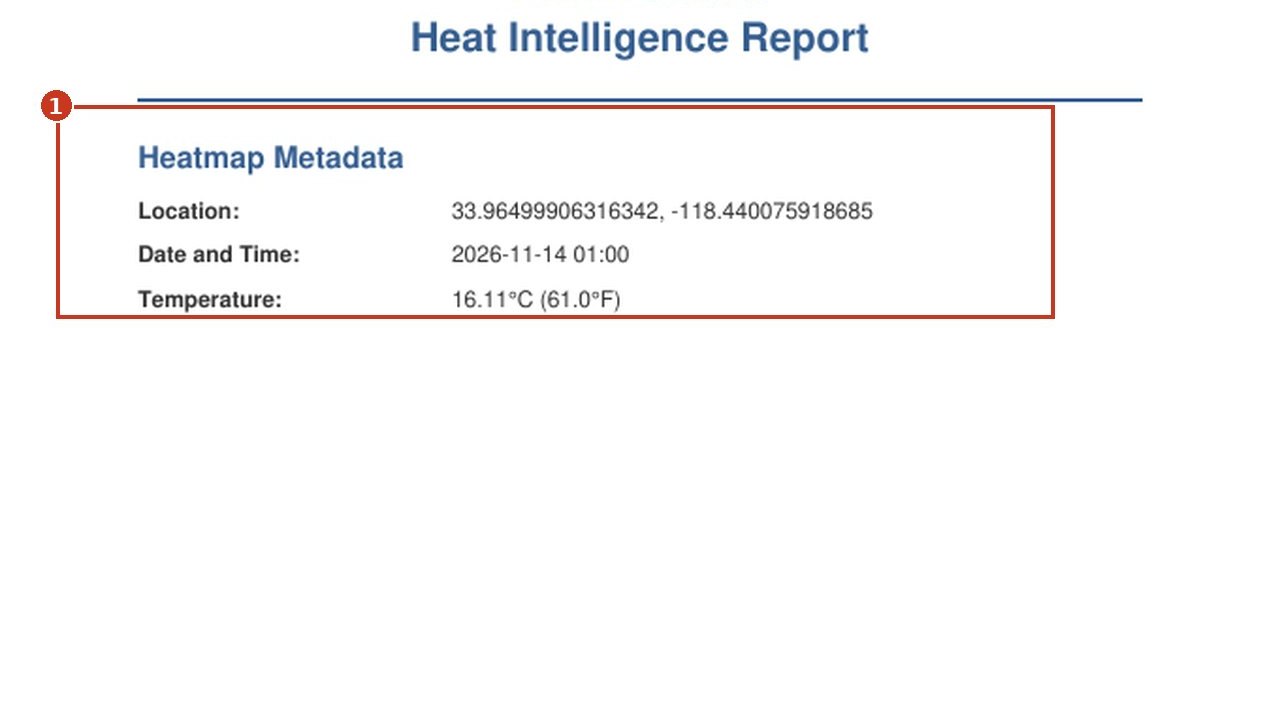 Heat Intelligence Report
1
Heatmap Metadata
Location: 33.96499906316342, -118.440075918685
Date and Time: 2026-11-14 01:00
Temperature: 16.11°C (61.0°F)